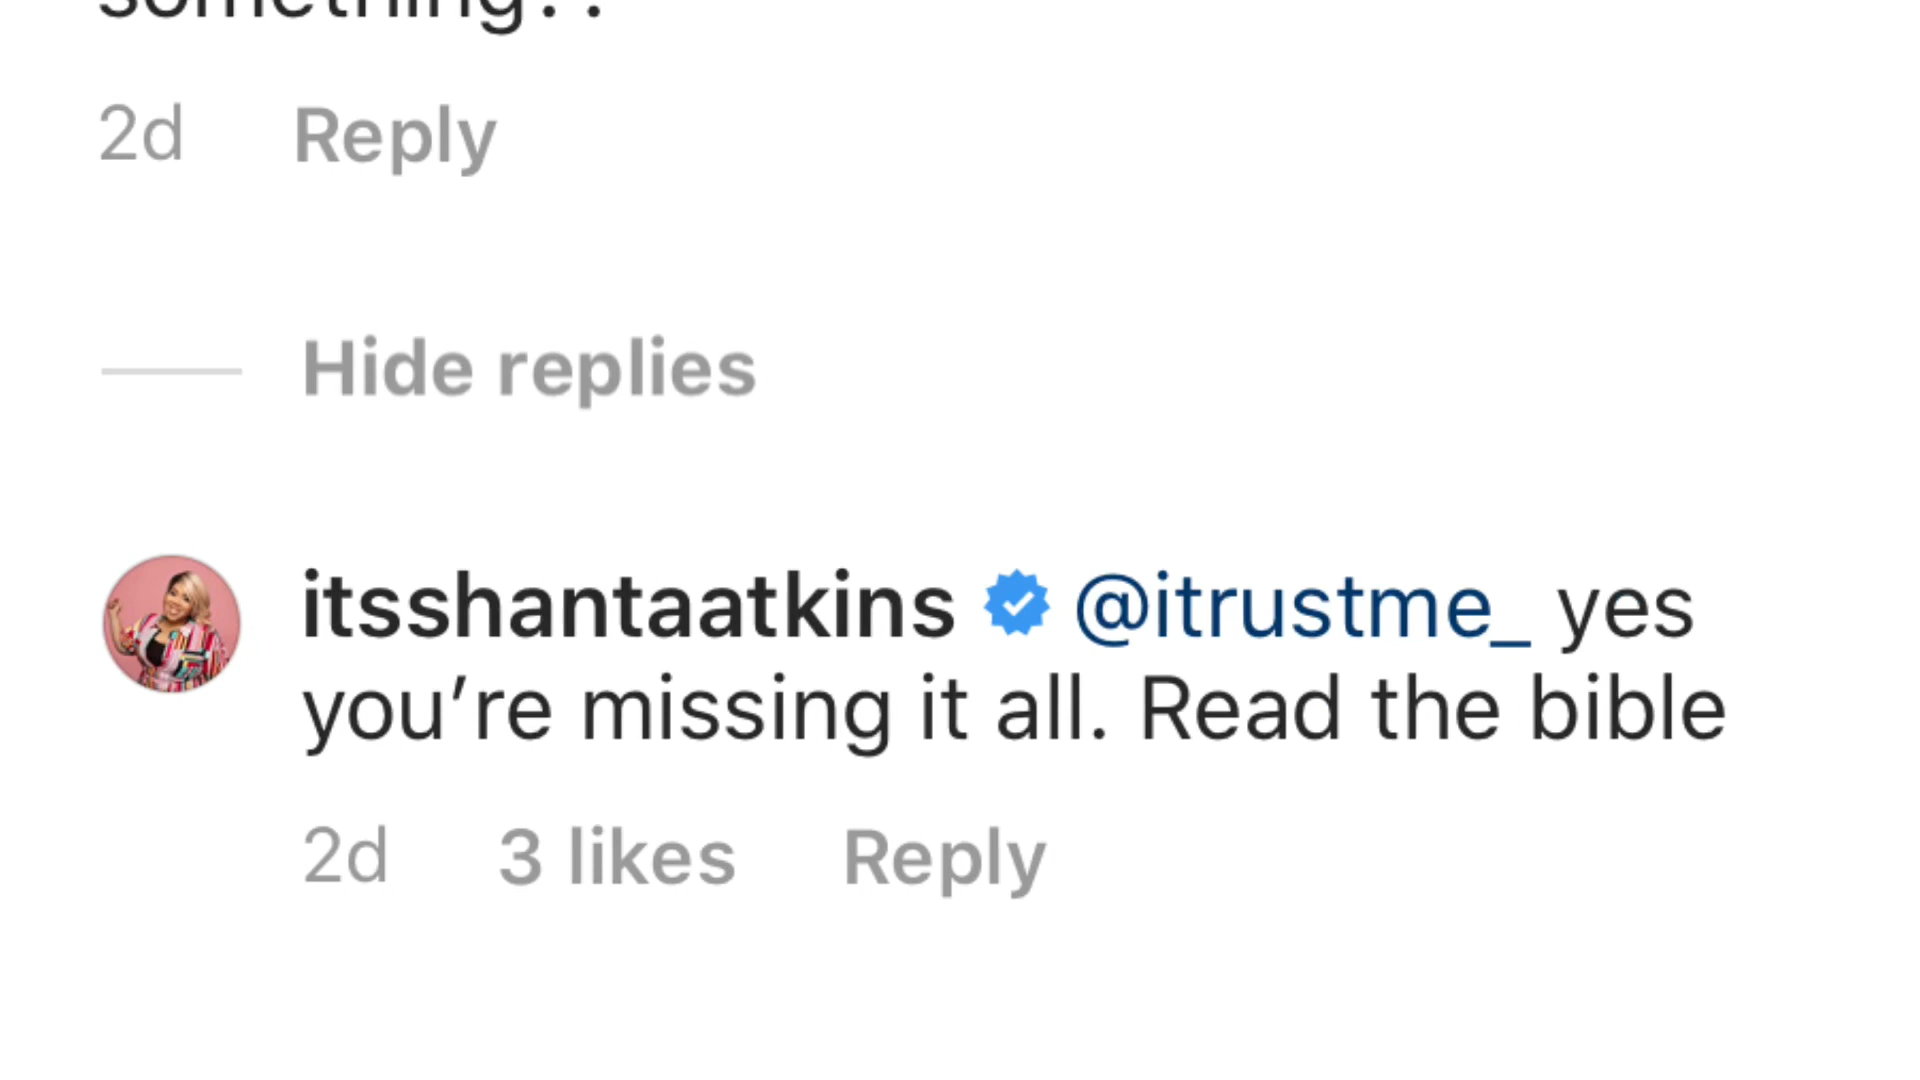 something??
2d Reply
Hide replies
itsshantaatkins @itrustme_ yes
you’re missing it all. Read the bible
2d 3 likes Reply